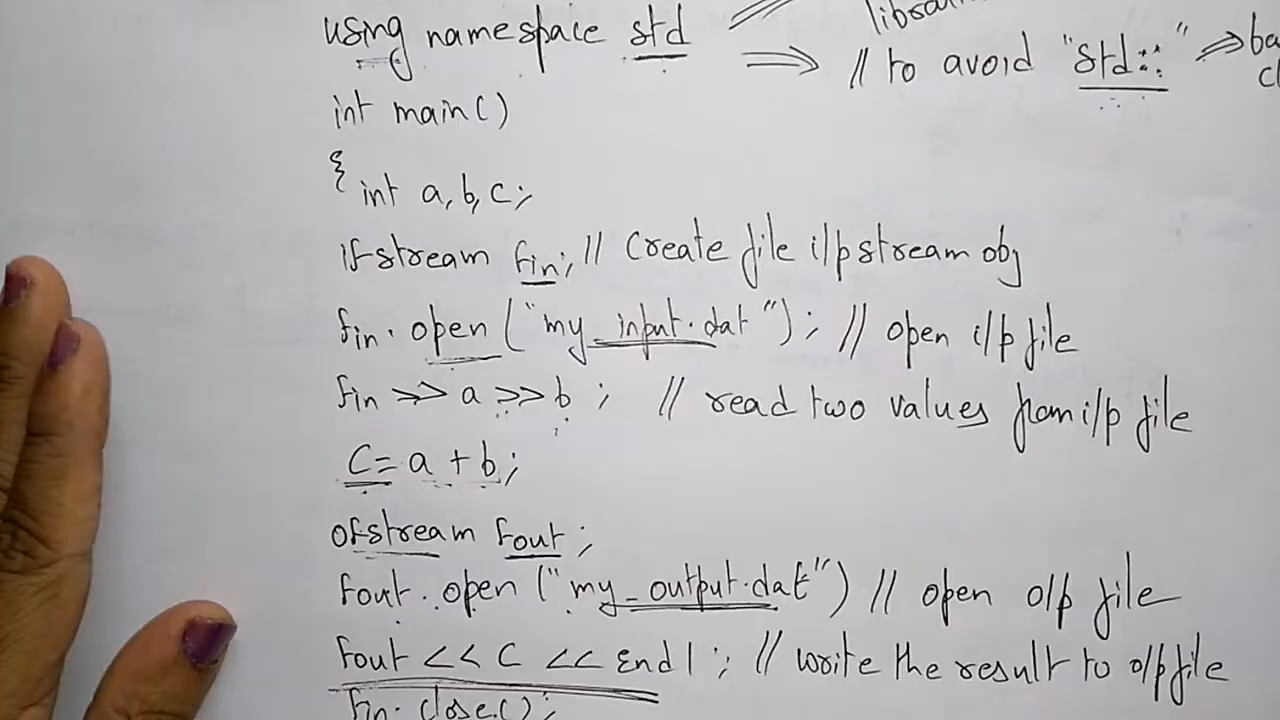 using namespace std
⟹ // to avoid "std::" ⟹
int main()
{ int a, b, c;
ifstream fin; // Create file i/p stream obj
fin. open ("my_input.dat"); // open i/p file
fin >> a >> b ; // read two values from i/p file
C = a + b;
ofstream fout ;
fout. open ("my_output.dat") // open o/p file
fout << c << endl ; // write the result to o/p file
fin. close();